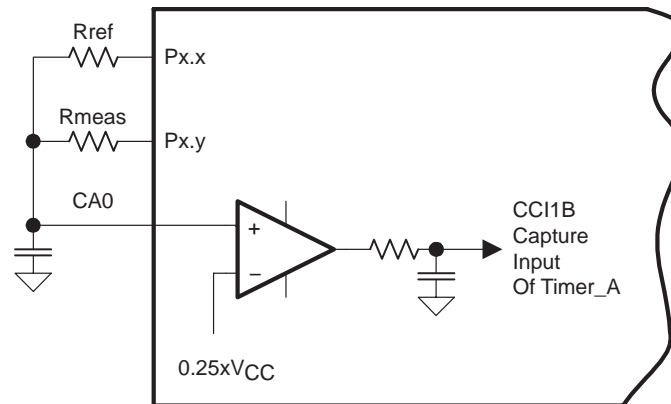 Rref
Px.x
Rmeas
Px.y
CA0
+
−
CCI1B
Capture
Input
Of Timer_A
0.25xVCC